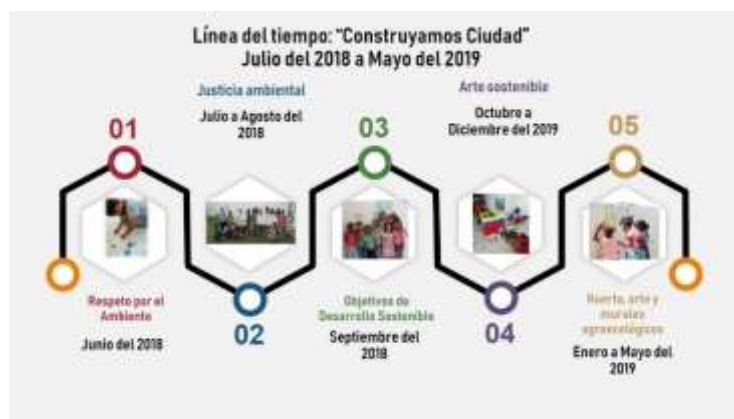 Línea del tiempo: "Construyamos Ciudad"
Julio del 2018 a Mayo del 2019
01
Respeto por el
Ambiente
Junio del 2018
Justicia ambiental
Julio a Agosto del
2018
02
03
Objetivos de
Desarrollo Sostenible
Septiembre del
2018
Arte sostenible
Octubre a
Diciembre del 2019
04
05
Huerta, arte y
murales
agroecológicos
Enero a Mayo del
2019